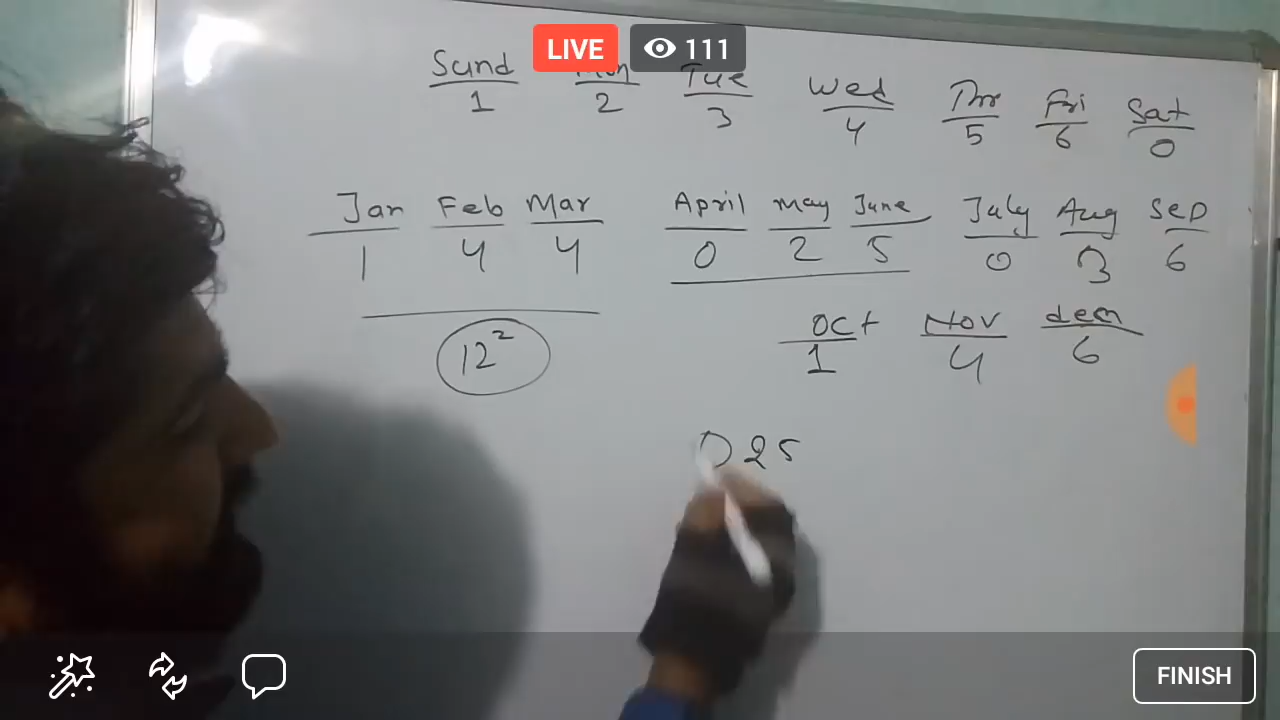 LIVE 111
Sund Mon Tue Wed Thr Fri Sat
1 2 3 4 5 6 0
Jan Feb Mar April May June July Aug Sep
1 4 4 0 2 5 0 3 6
Oct Nov dem
1 4 6
12²
25
FINISH